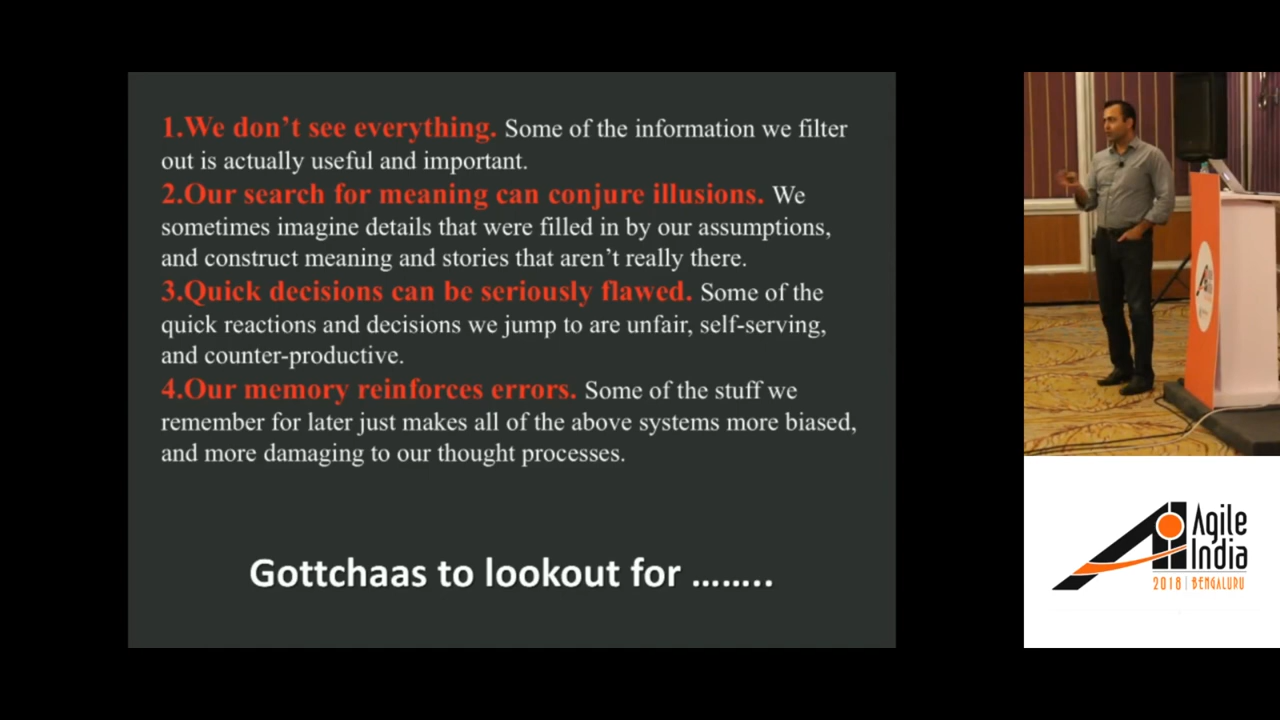 1.We don’t see everything. Some of the information we filter
out is actually useful and important.
2.Our search for meaning can conjure illusions. We
sometimes imagine details that were filled in by our assumptions,
and construct meaning and stories that aren’t really there.
3.Quick decisions can be seriously flawed. Some of the
quick reactions and decisions we jump to are unfair, self-serving,
and counter-productive.
4.Our memory reinforces errors. Some of the stuff we
remember for later just makes all of the above systems more biased,
and more damaging to our thought processes.
Gottchaas to lookout for ……..
Agile
India
2018 | BENGALURU